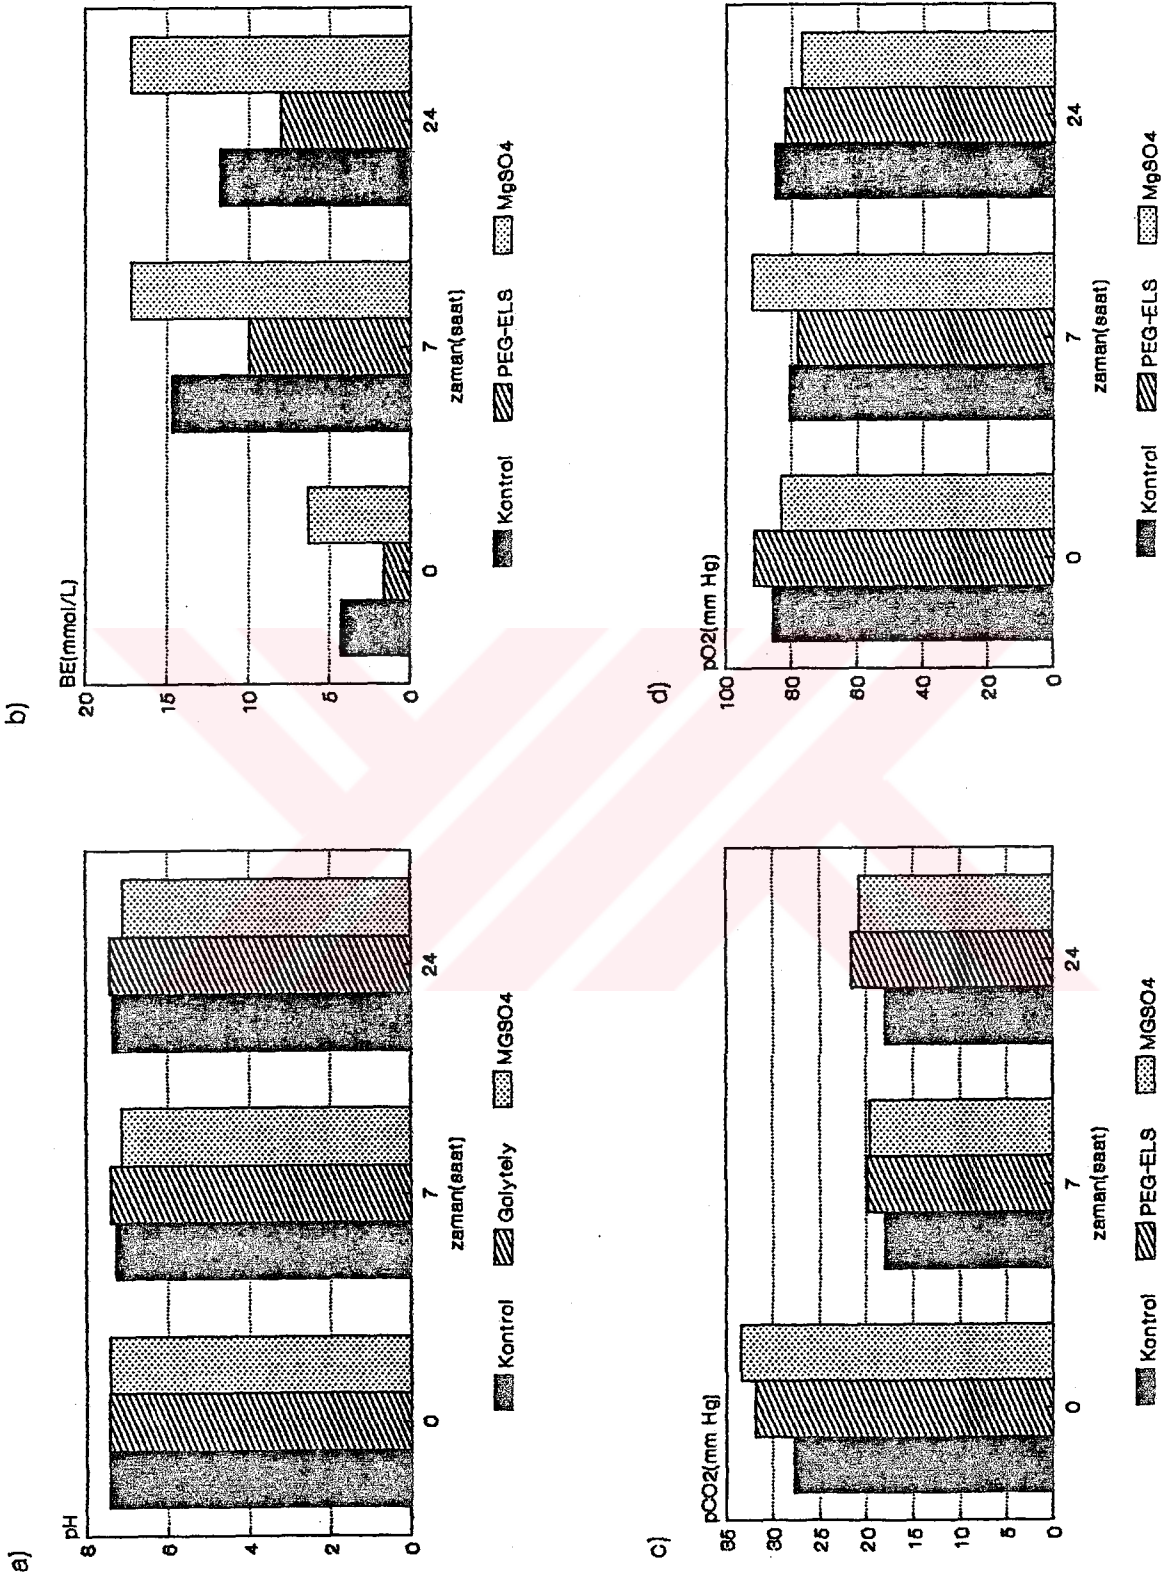 a)
pH
8
6
4
2
0
0
7
24
zaman(saat)
Kontrol
Golytely
MGSO4
b)
BE(mmol/L)
20
15
10
5
0
0
7
24
zaman(saat)
Kontrol
PEG-ELS
MgSO4
c)
pCO2(mm Hg)
35
30
25
20
15
10
5
0
0
7
24
zaman(saat)
Kontrol
PEG-ELS
MGSO4
d)
pO2(mm Hg)
100
80
60
40
20
0
0
7
24
zaman(saat)
Kontrol
PEG-ELS
MgSO4